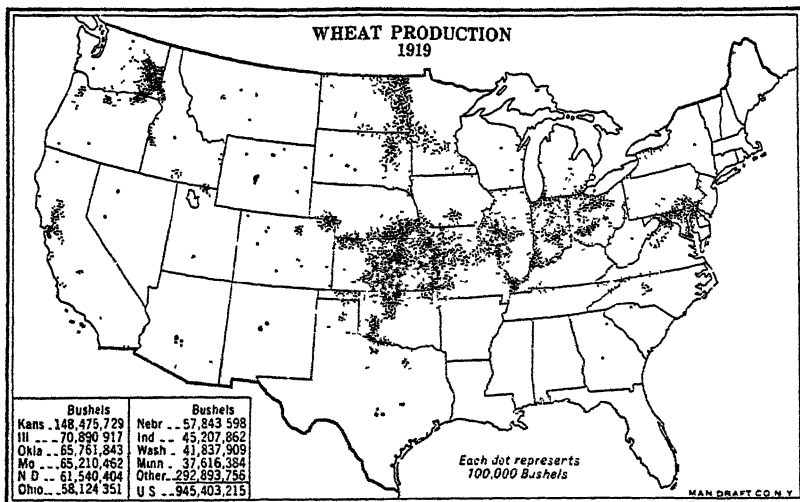 WHEAT PRODUCTION
1919
Bushels
Kans..148,475,729
Ill ....70,890 917
Okla..65,761,843
Mo ...65,210,462
N D ..61,540,404
Ohio...58,124 351
Bushels
Nebr ..57,843 598
Ind .. 45,207,862
Wash . 41,837,909
Minn . 37,616,384
Other..292,893,756
U S ...945,403,215
Each dot represents
100,000 Bushels
MAN DRAFT CO. N.Y.